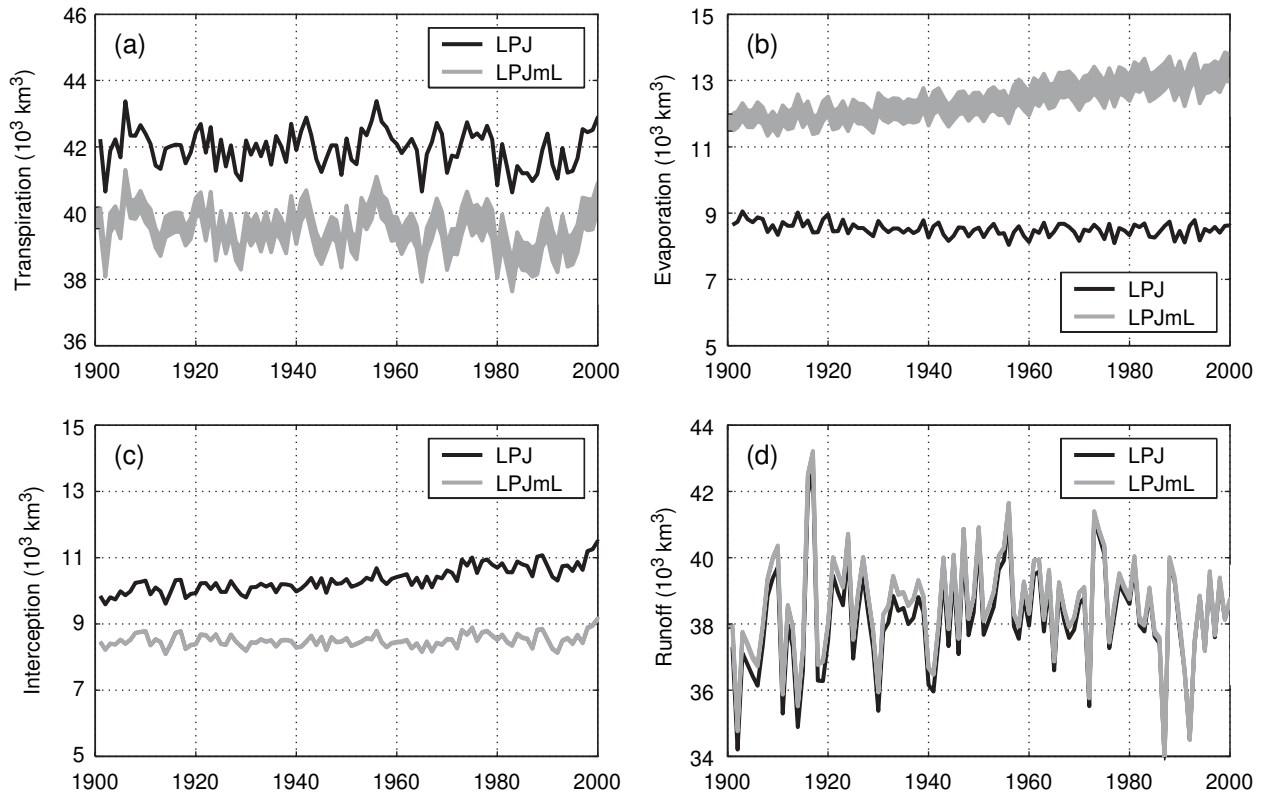 46
44
42
40
38
36
Transpiration (10³ km³)
(a)
LPJ
LPJmL
1900 1920 1940 1960 1980 2000
15
13
11
9
7
5
Evaporation (10³ km³)
(b)
LPJ
LPJmL
1900 1920 1940 1960 1980 2000
15
13
11
9
7
5
Interception (10³ km³)
(c)
LPJ
LPJmL
1900 1920 1940 1960 1980 2000
44
42
40
38
36
34
Runoff (10³ km³)
(d)
LPJ
LPJmL
1900 1920 1940 1960 1980 2000